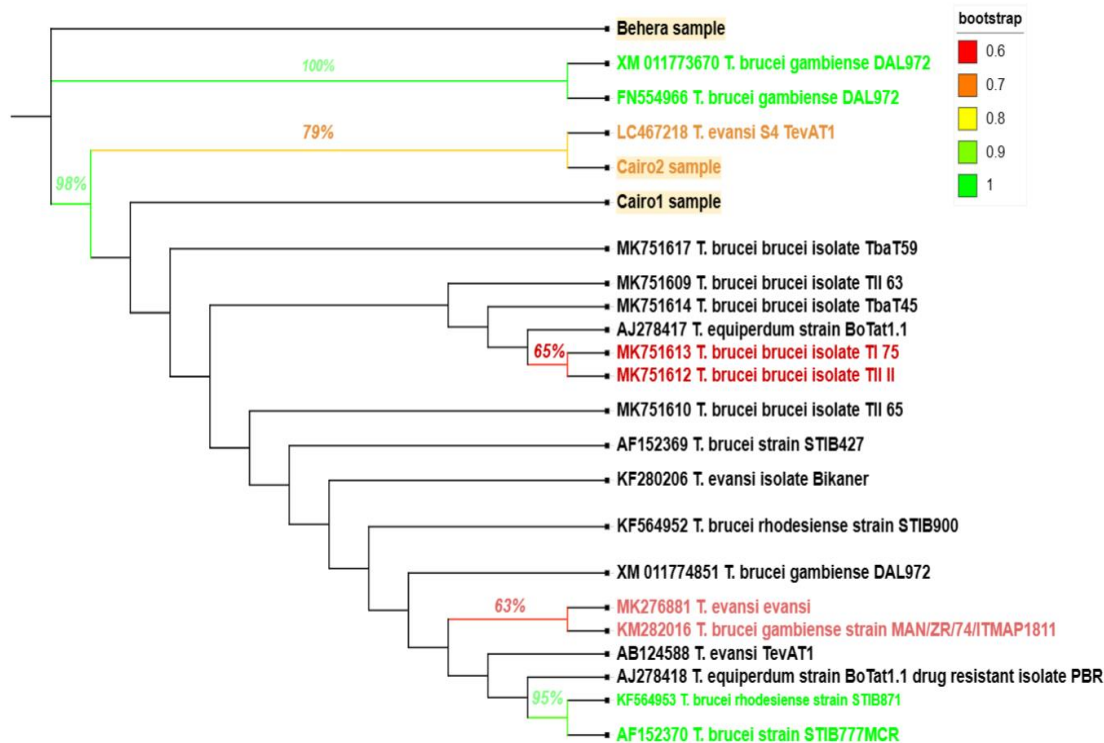 Behera sample
bootstrap
0.6
0.7
0.8
0.9
1
100%
XM 011773670 T. brucei gambiense DAL972
FN554966 T. brucei gambiense DAL972
79%
LC467218 T. evansi S4 TevAT1
Cairo2 sample
98%
Cairo1 sample
MK751617 T. brucei brucei isolate TbaT59
MK751609 T. brucei brucei isolate TII 63
MK751614 T. brucei brucei isolate TbaT45
AJ278417 T. equiperdum strain BoTat1.1
65%
MK751613 T. brucei brucei isolate TI 75
MK751612 T. brucei brucei isolate TII II
MK751610 T. brucei brucei isolate TII 65
AF152369 T. brucei strain STIB427
KF280206 T. evansi isolate Bikaner
KF564952 T. brucei rhodesiense strain STIB900
XM 011774851 T. brucei gambiense DAL972
63%
MK276881 T. evansi evansi
KM282016 T. brucei gambiense strain MAN/ZR/74/ITMAP1811
AB124588 T. evansi TevAT1
AJ278418 T. equiperdum strain BoTat1.1 drug resistant isolate PBR
95%
KF564953 T. brucei rhodesiense strain STIB871
AF152370 T. brucei strain STIB777MCR